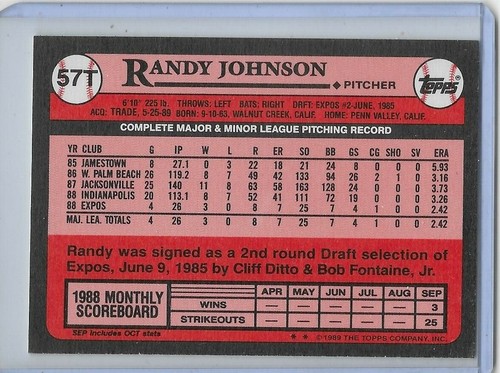 57T
RANDY JOHNSON
◆PITCHER
TOPPS
6'10" 225 lb. THROWS: LEFT BATS: RIGHT DRFT: EXPOS #2-JUNE, 1985
ACQ: TRADE, 5-25-89 BORN: 9-10-63, WALNUT CREEK, CALIF. HOME: PENN VALLEY, CALIF.
COMPLETE MAJOR & MINOR LEAGUE PITCHING RECORD
YR CLUB G IP W L R ER SO BB GS CG SHO SV ERA
85 JAMESTOWN 8 27.1 0 3 22 18 21 24 8 0 0 0 5.93
86 W. PALM BEACH 26 119.2 8 7 49 42 133 94 26 2 1 0 3.16
87 JACKSONVILLE 25 140 11 8 63 58 163 128 24 0 0 0 3.73
88 INDIANAPOLIS 20 113.1 8 7 52 41 111 72 19 0 0 0 3.26
88 EXPOS 4 26 3 0 8 7 25 7 4 1 0 0 2.42
MAJ. LEA. TOTALS 4 26 3 0 8 7 25 7 4 1 0 0 2.42
Randy was signed as a 2nd round Draft selection of
Expos, June 9, 1985 by Cliff Ditto & Bob Fontaine, Jr.
1988 MONTHLY
SCOREBOARD
APR MAY JUN JUL AUG SEP
WINS — — — — — 3
STRIKEOUTS — — — — — 25
SEP includes OCT stats
* * ©1989 THE TOPPS COMPANY, INC.